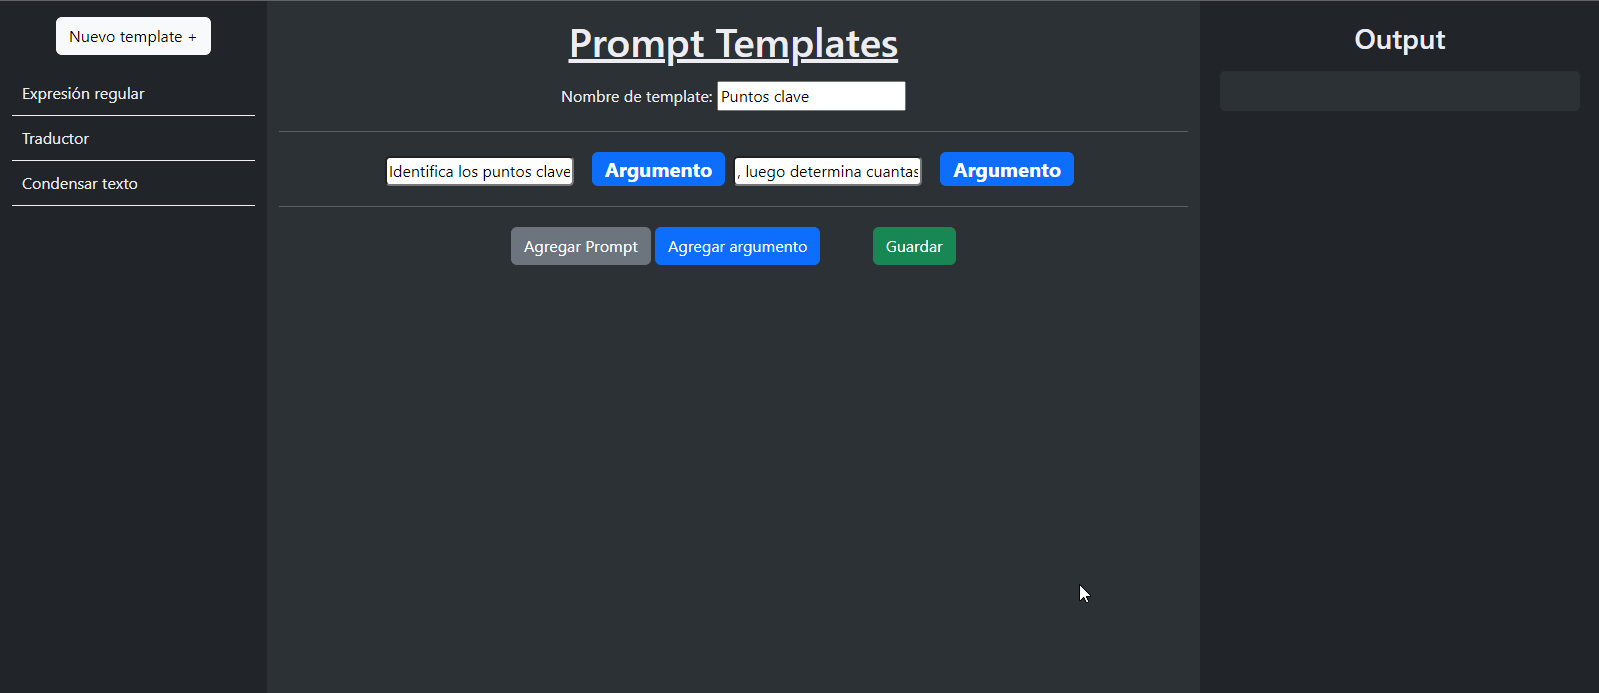 Nuevo template +
Expresión regular
Traductor
Condensar texto
Prompt Templates
Nombre de template: Puntos clave
Identifica los puntos clave Argumento , luego determina cuantas Argumento
Agregar Prompt Agregar argumento Guardar
Output